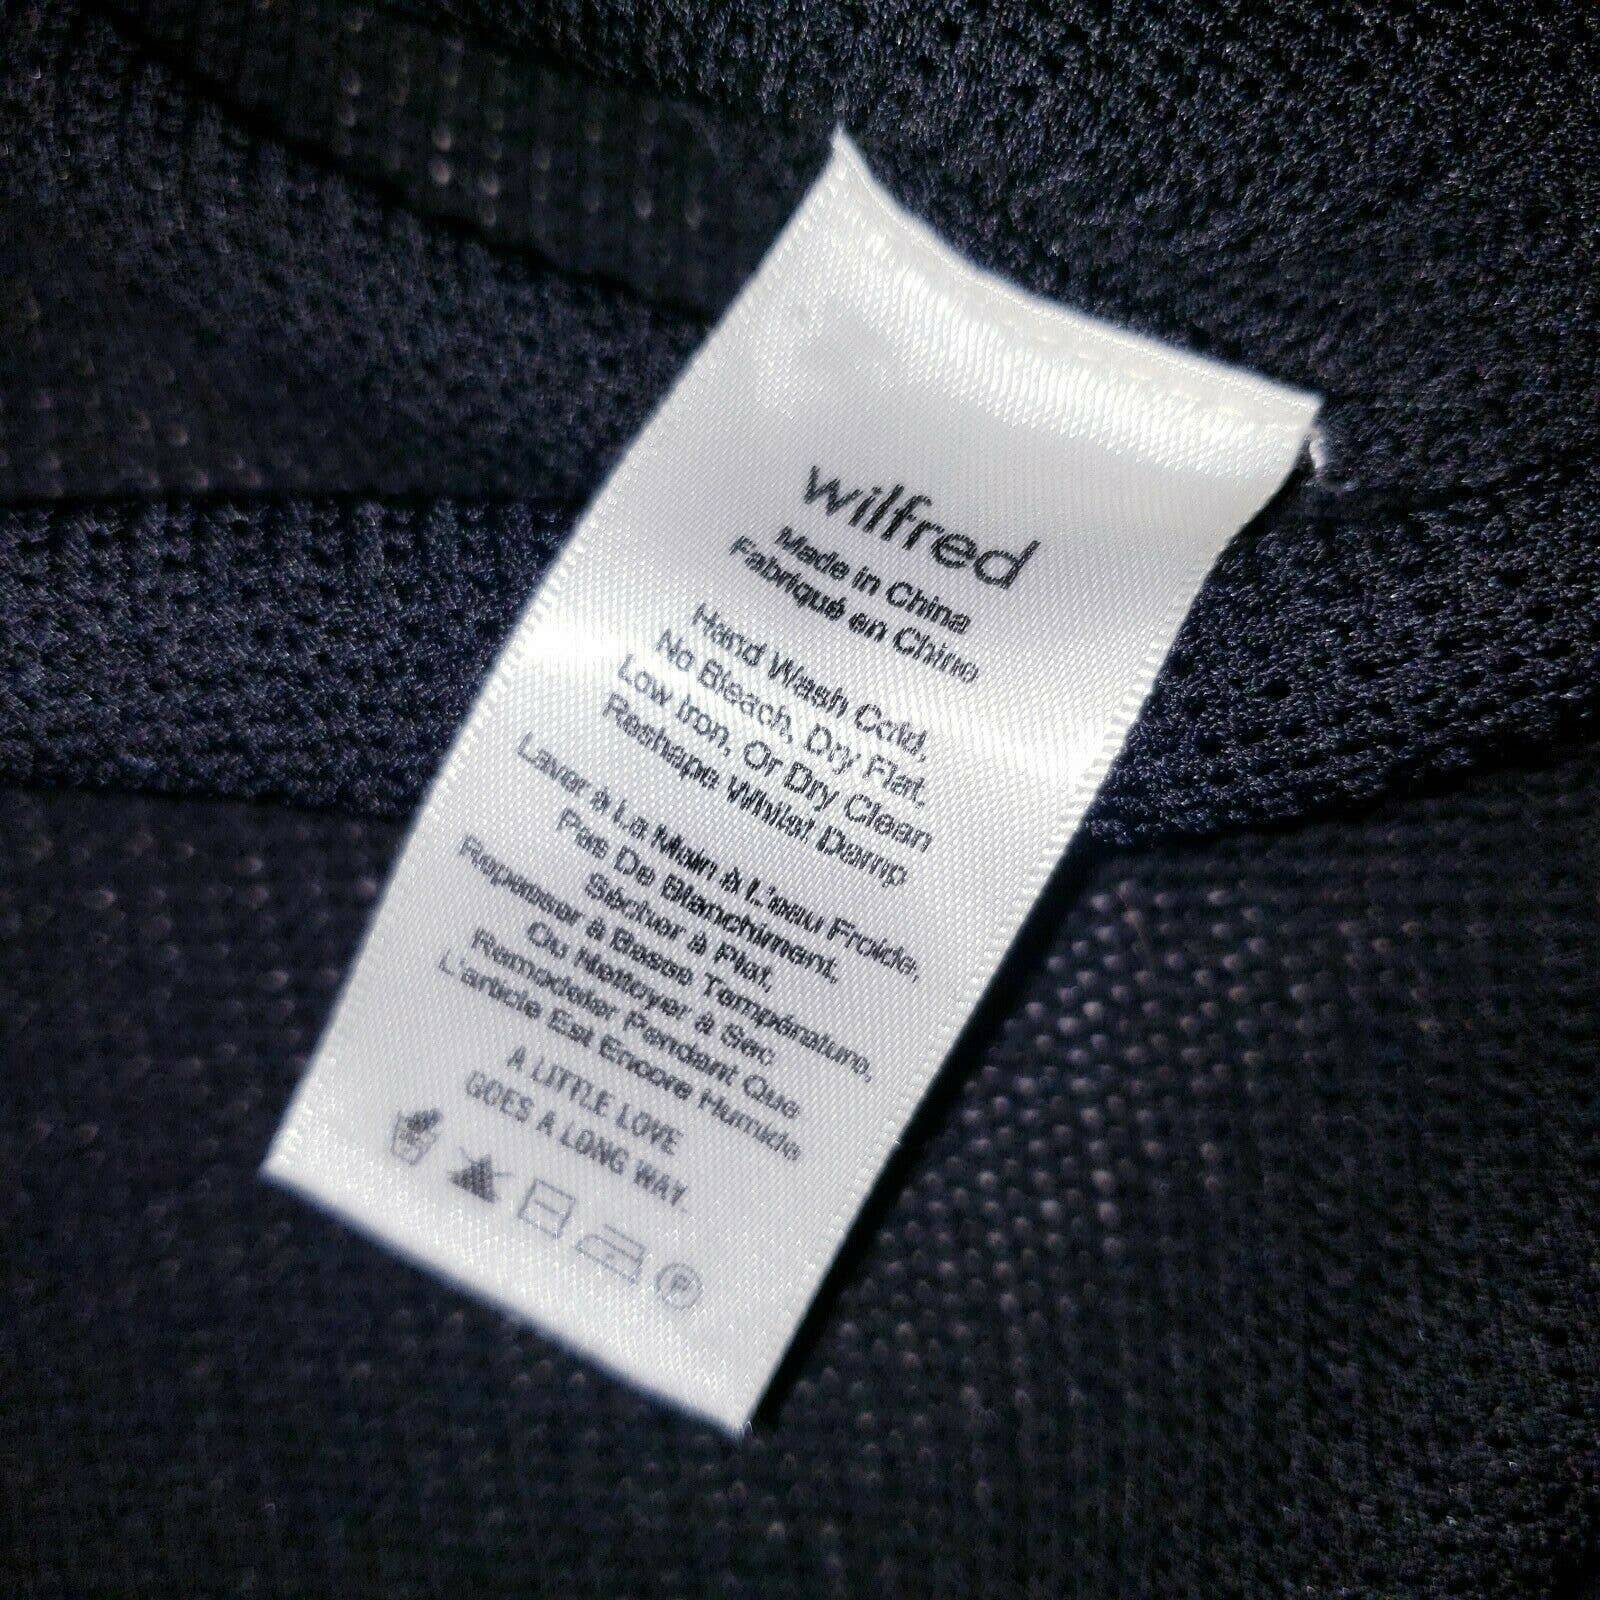 wilfred
Made in China
Fabriqué en Chine
Hand Wash Cold,
No Bleach, Dry Flat,
Low Iron, Or Dry Clean
Reshape Whilst Damp
Laver à La Main à L'eau Froide,
Pas De Blanchiment,
Sécher à Plat,
Repasser à Basse Température,
Ou Nettoyer à Sec
Remodeler Pendant Que
L'article Est Encore Humide
A LITTLE LOVE
GOES A LONG WAY.
P